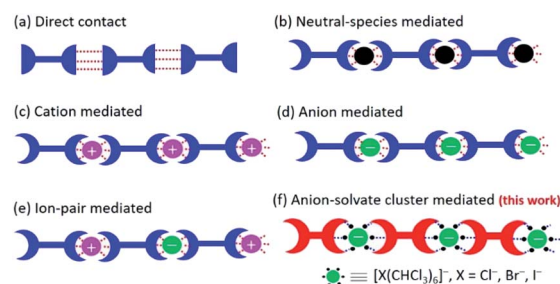 (a) Direct contact
(b) Neutral-species mediated
(c) Cation mediated
+ + +
(d) Anion mediated
− − −
(e) Ion-pair mediated
+ − +
(f) Anion-solvate cluster mediated (this work)
− − −
− ≡ [X(CHCl₃)₆]⁻, X = Cl⁻, Br⁻, I⁻